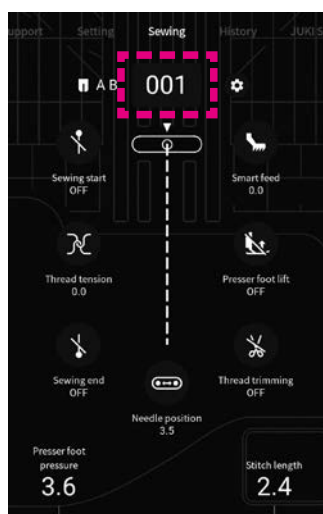 upport Setting Sewing History JUKI S
A B 001
Sewing start
OFF
Smart feed
0.0
Thread tension
0.0
Presser foot lift
OFF
Sewing end
OFF
Thread trimming
OFF
Needle position
3.5
Presser foot
pressure
3.6
Stitch length
2.4